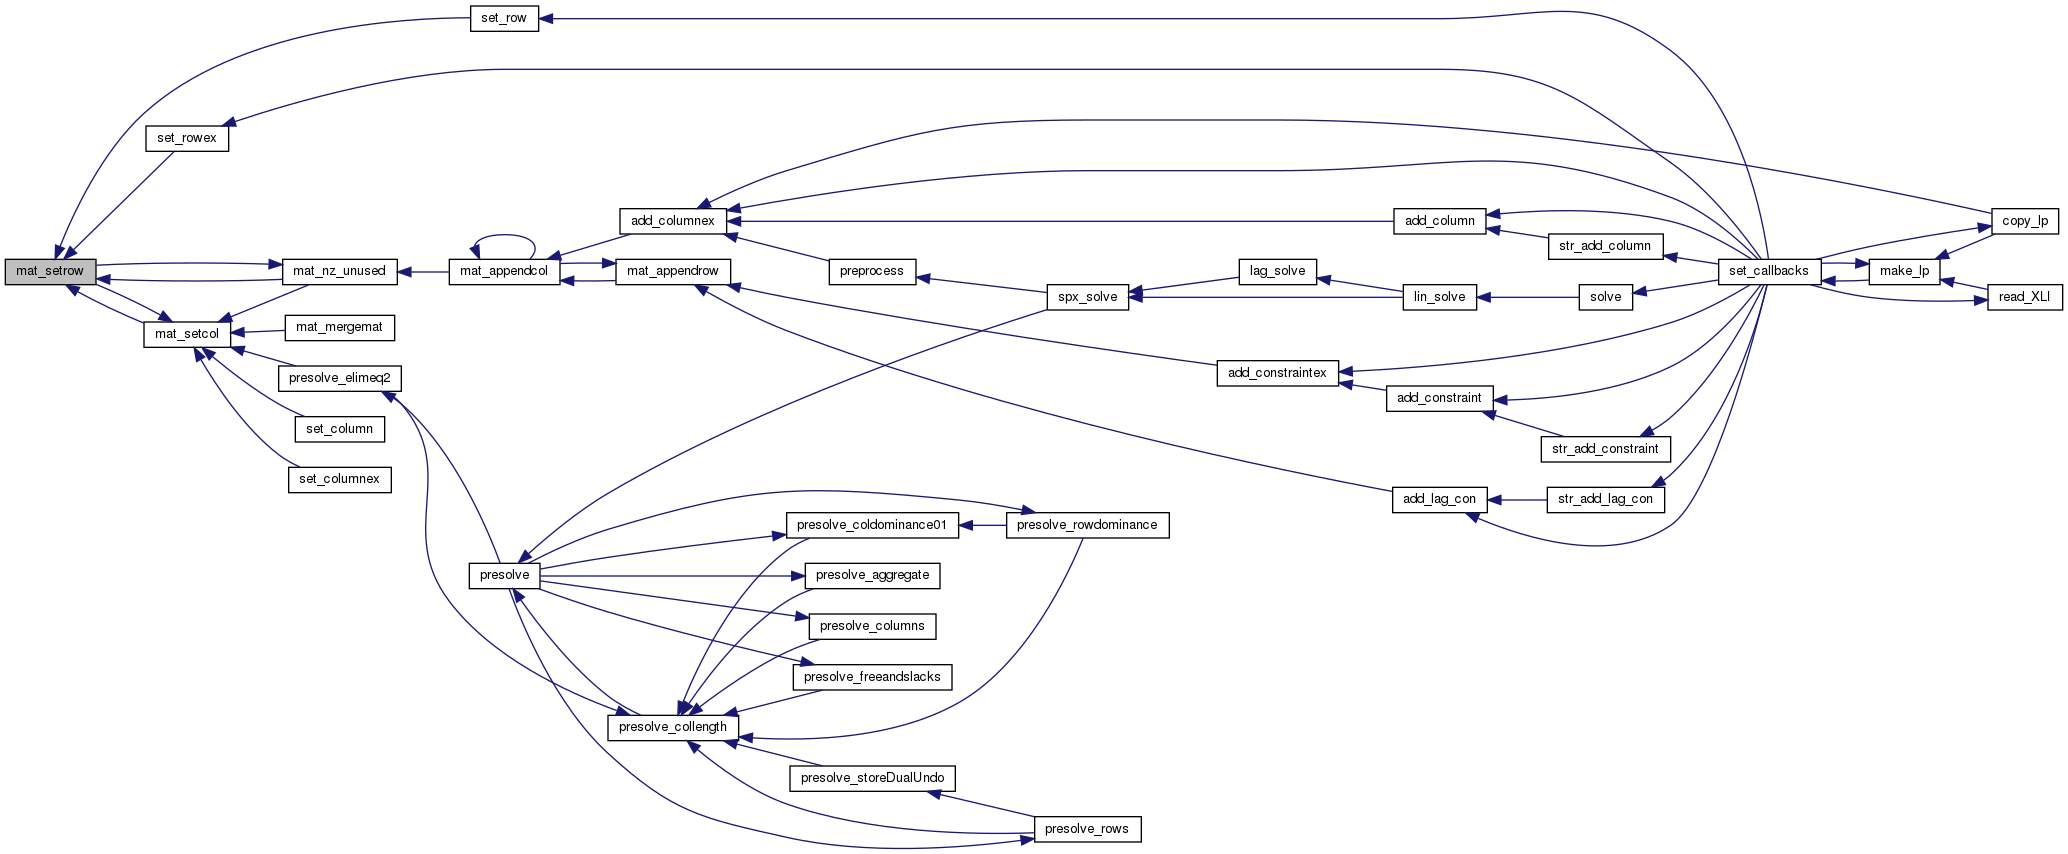 set_row
set_rowex
add_columnex
add_column
copy_lp
str_add_column
mat_setrow
mat_nz_unused
mat_appendcol
mat_appendrow
preprocess
lag_solve
set_callbacks
make_lp
spx_solve
lin_solve
solve
read_XLI
mat_setcol
mat_mergemat
presolve_elimeq2
add_constraintex
add_constraint
set_column
str_add_constraint
set_columnex
add_lag_con
str_add_lag_con
presolve_coldominance01
presolve_rowdominance
presolve
presolve_aggregate
presolve_columns
presolve_freeandslacks
presolve_collength
presolve_storeDualUndo
presolve_rows